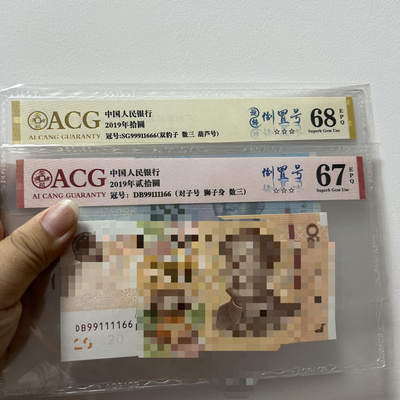 ACG
AI CANG GUARANTY
中国人民银行
2019年拾圆
冠号:SG99911666(双豹子 数三 葫芦号)
倒置号
☆☆☆
68
EPQ
Superb Gem Unc
ACG
AI CANG GUARANTY
中国人民银行
2019年贰拾圆
冠号: DB99111166 (对子号 狮子身 数三)
倒置号
☆☆☆
67
EPQ
Superb Gem Unc
DB99111166
20